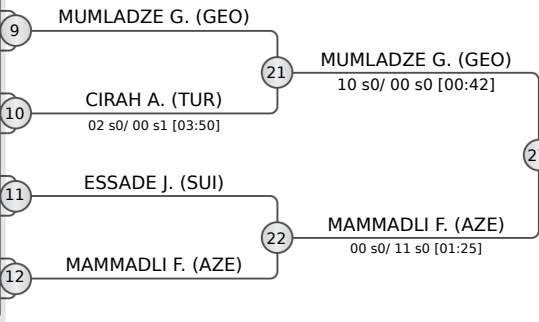 9
MUMLADZE G. (GEO)
21
MUMLADZE G. (GEO)
10 s0/ 00 s0 [00:42]
10
CIRAH A. (TUR)
02 s0/ 00 s1 [03:50]
11
ESSADE J. (SUI)
22
MAMMADLI F. (AZE)
00 s0/ 11 s0 [01:25]
12
MAMMADLI F. (AZE)